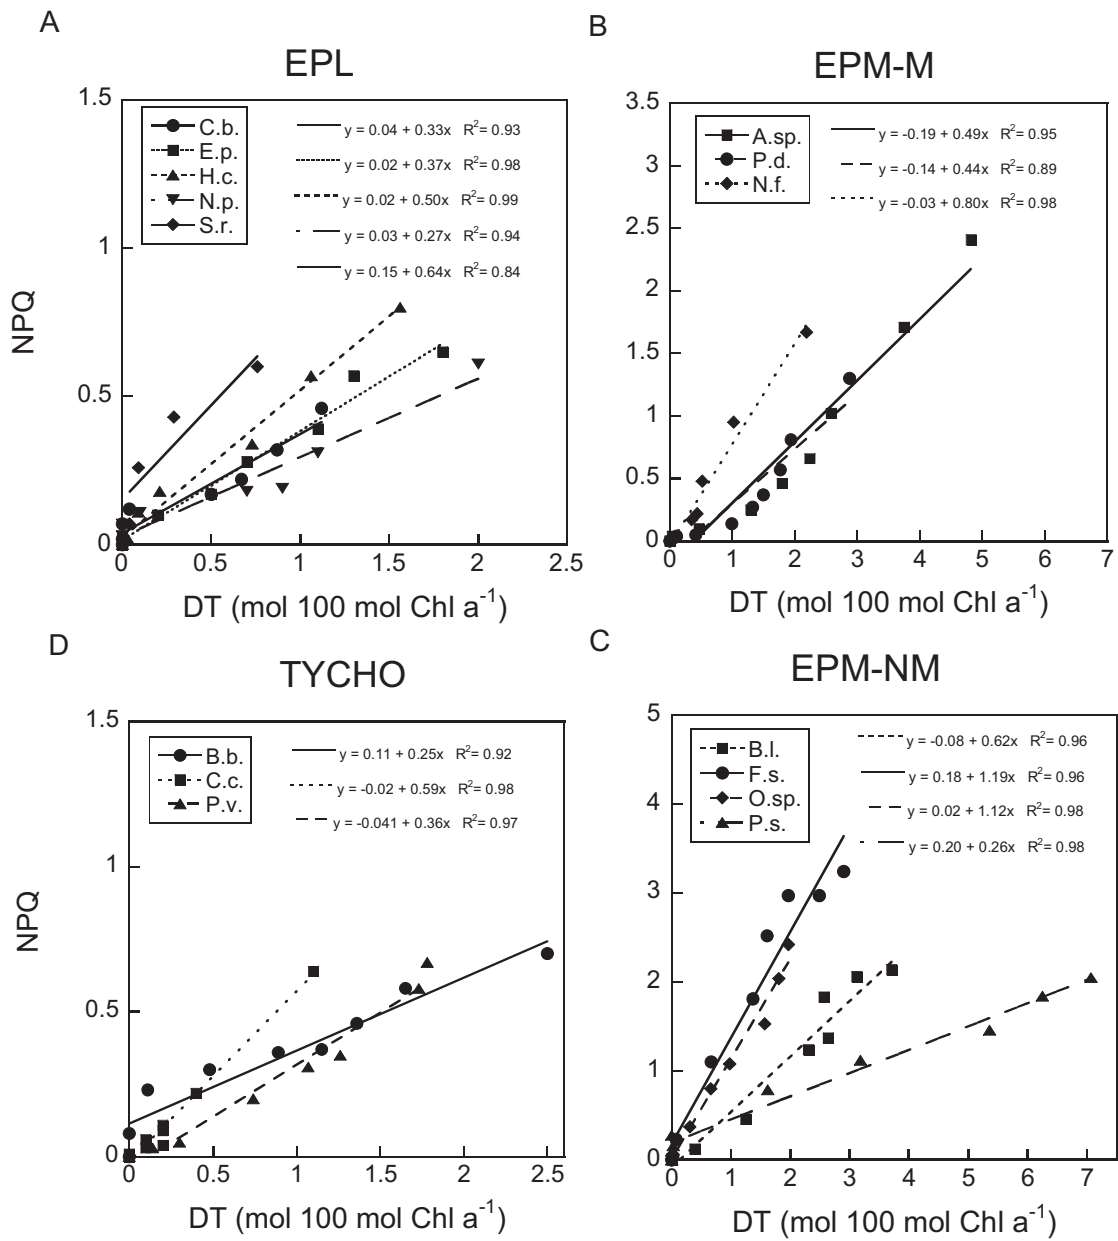 A
EPL
1.5
1
0.5
0
NPQ
C.b.
E.p.
H.c.
N.p.
S.r.
y = 0.04 + 0.33x R²= 0.93
y = 0.02 + 0.37x R²= 0.98
y = 0.02 + 0.50x R²= 0.99
y = 0.03 + 0.27x R²= 0.94
y = 0.15 + 0.64x R²= 0.84
0 0.5 1 1.5 2 2.5
DT (mol 100 mol Chl a⁻¹)
B
EPM-M
3.5
3
2.5
2
1.5
1
0.5
0
A.sp.
P.d.
N.f.
y = -0.19 + 0.49x R²= 0.95
y = -0.14 + 0.44x R²= 0.89
y = -0.03 + 0.80x R²= 0.98
0 1 2 3 4 5 6 7
DT (mol 100 mol Chl a⁻¹)
D
TYCHO
1.5
1
0.5
0
NPQ
B.b.
C.c.
P.v.
y = 0.11 + 0.25x R²= 0.92
y = -0.02 + 0.59x R²= 0.98
y = -0.041 + 0.36x R²= 0.97
0 0.5 1 1.5 2 2.5
DT (mol 100 mol Chl a⁻¹)
C
EPM-NM
5
4
3
2
1
0
B.l.
F.s.
O.sp.
P.s.
y = -0.08 + 0.62x R²= 0.96
y = 0.18 + 1.19x R²= 0.96
y = 0.02 + 1.12x R²= 0.98
y = 0.20 + 0.26x R²= 0.98
0 1 2 3 4 5 6 7
DT (mol 100 mol Chl a⁻¹)